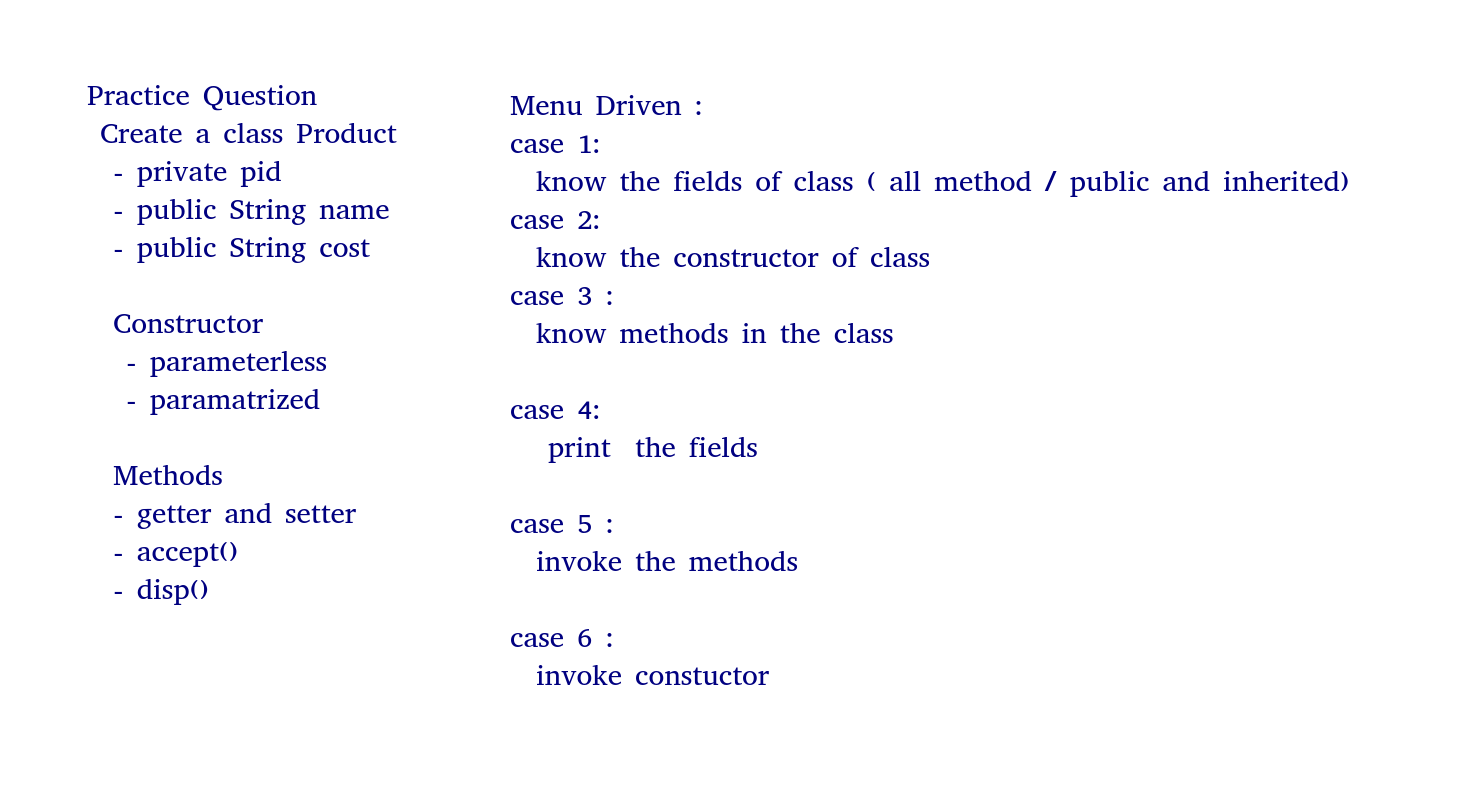 Practice Question
Create a class Product
- private pid
- public String name
- public String cost
Constructor
- parameterless
- paramatrized
Methods
- getter and setter
- accept()
- disp()
Menu Driven :
case 1:
know the fields of class ( all method / public and inherited)
case 2:
know the constructor of class
case 3 :
know methods in the class
case 4:
print the fields
case 5 :
invoke the methods
case 6 :
invoke constuctor